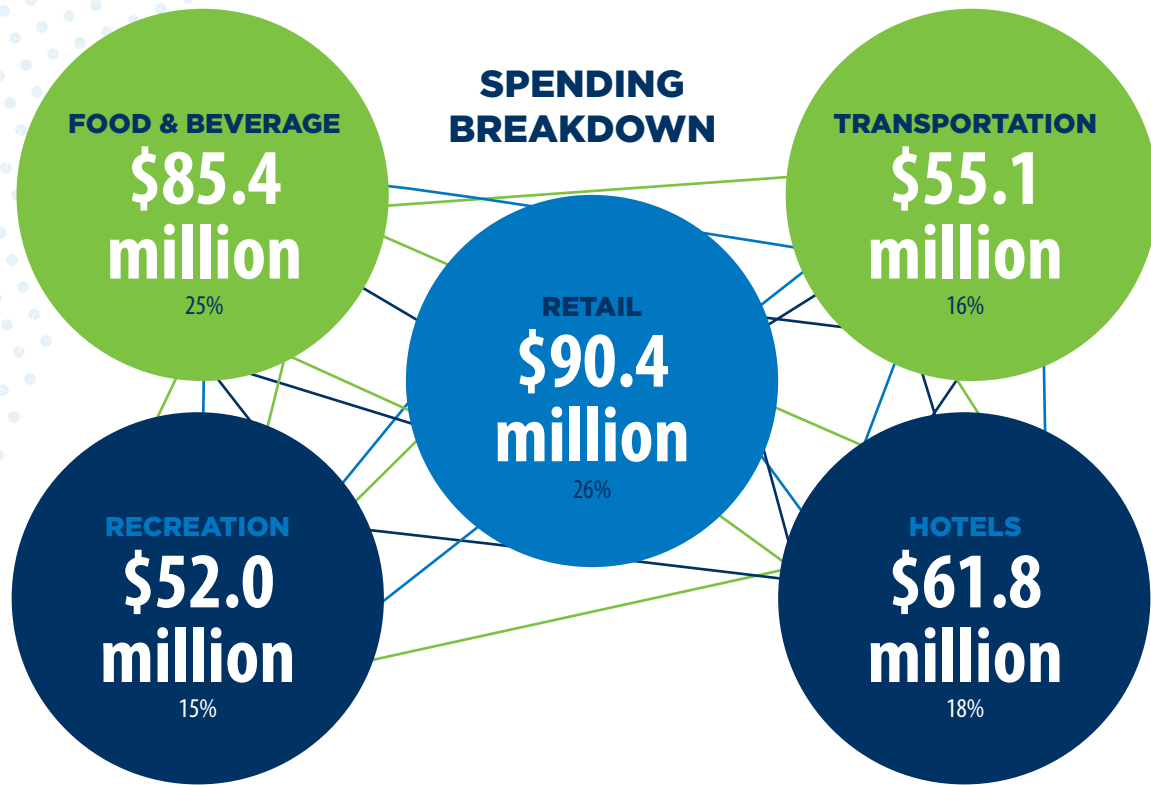 SPENDING
BREAKDOWN
FOOD & BEVERAGE
$85.4
million
25%
TRANSPORTATION
$55.1
million
16%
RETAIL
$90.4
million
26%
RECREATION
$52.0
million
15%
HOTELS
$61.8
million
18%